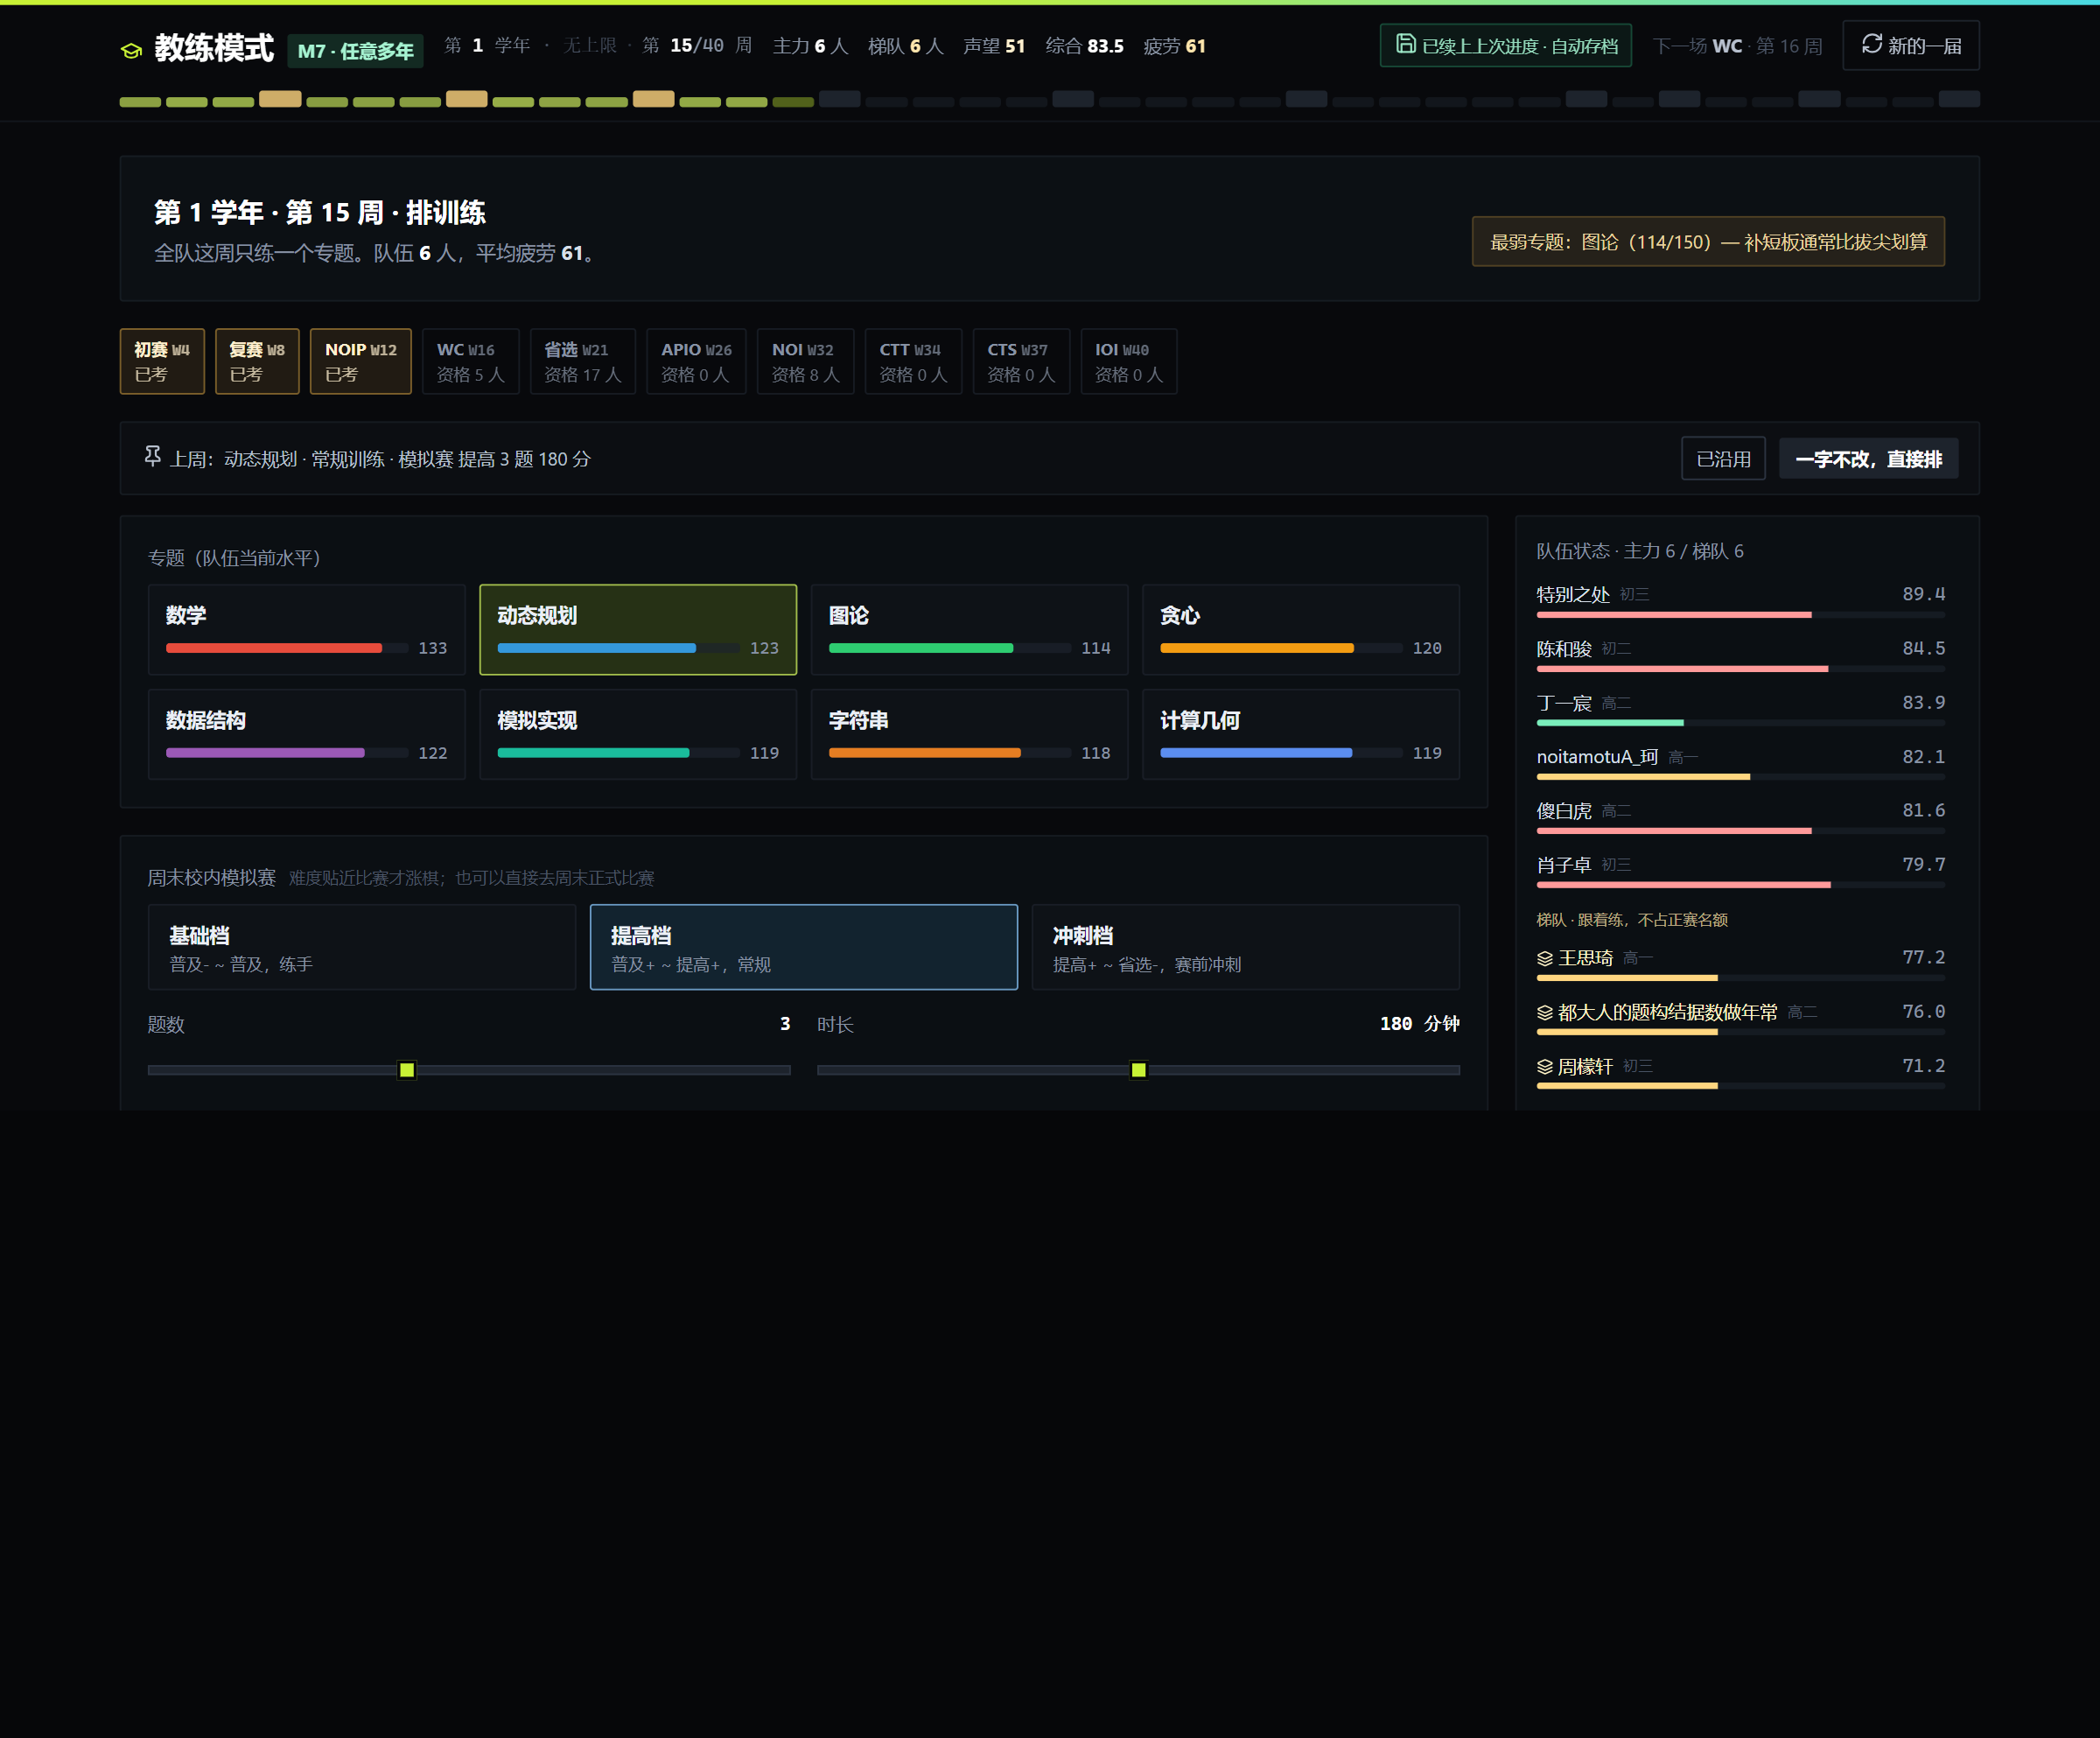 教练模式 M7 · 任意多年 第 1 学年 · 无上限 · 第 15/40 周 主力 6 人 梯队 6 人 声望 51 综合 83.5 疲劳 61 已续上上次进度 · 自动存档 下一场 WC · 第 16 周 新的一届
第 1 学年 · 第 15 周 · 排训练
全队这周只练一个专题。队伍 6 人，平均疲劳 61。
最弱专题：图论（114/150）— 补短板通常比拔尖划算
初赛 W4 复赛 W8 NOIP W12 WC W16 省选 W21 APIO W26 NOI W32 CTT W34 CTS W37 IOI W40
已考 已考 已考 资格 5 人 资格 17 人 资格 0 人 资格 8 人 资格 0 人 资格 0 人 资格 0 人
上周：动态规划 · 常规训练 · 模拟赛 提高 3 题 180 分 已沿用 一字不改，直接排
专题（队伍当前水平）
数学 动态规划 图论 贪心
133 123 114 120
数据结构 模拟实现 字符串 计算几何
122 119 118 119
周末校内模拟赛 难度贴近比赛才涨棋；也可以直接去周末正式比赛
基础档 提高档 冲刺档
普及- ~ 普及，练手 普及+ ~ 提高+，常规 提高+ ~ 省选-，赛前冲刺
题数 3 时长 180 分钟
队伍状态 · 主力 6 / 梯队 6
特别之处 初三 89.4
陈和骏 初二 84.5
丁一宸 高二 83.9
noitamotuA_珂 高一 82.1
傻白虎 高二 81.6
肖子卓 初三 79.7
梯队 · 跟着练，不占正赛名额
王思琦 高一 77.2
都大人的题构结据数做年常 高二 76.0
周檬轩 初三 71.2